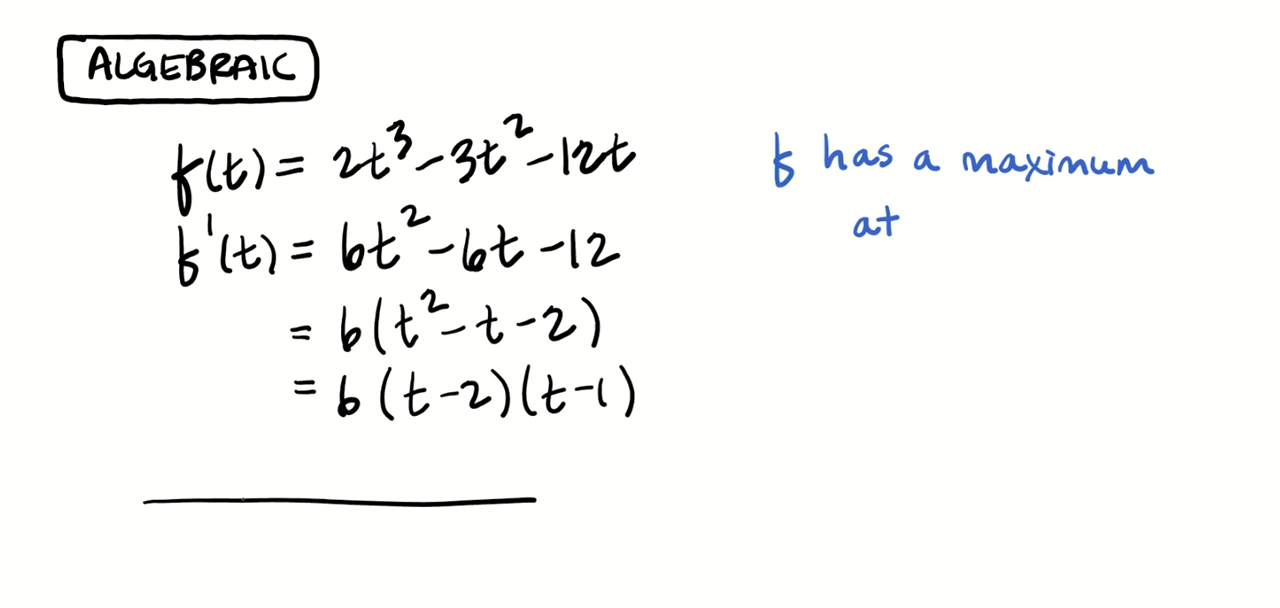 ALGEBRAIC
f(t) = 2t³ - 3t² - 12t
f'(t) = 6t² - 6t - 12
= 6(t² - t - 2)
= 6(t-2)(t-1)
f has a maximum
at